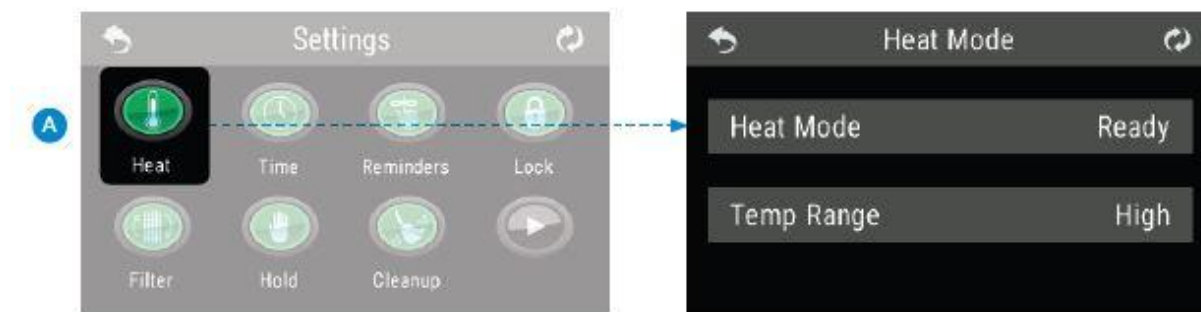 Settings
A
Heat Time Reminders Lock
Filter Hold Cleanup
Heat Mode
Heat Mode Ready
Temp Range High